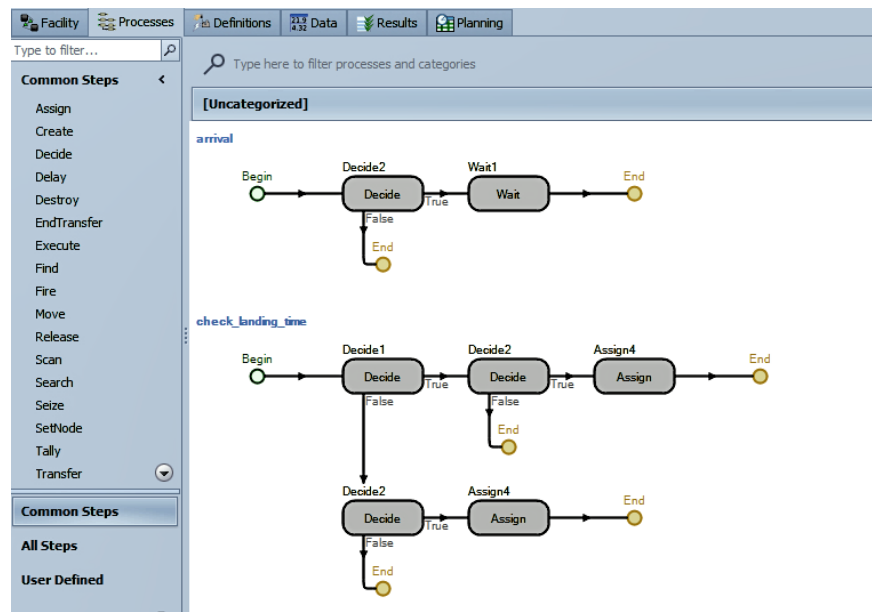 Facility
Processes
Definitions
Data
Results
Planning
Type to filter...
Common Steps
Assign
Create
Decide
Delay
Destroy
EndTransfer
Execute
Find
Fire
Move
Release
Scan
Search
Seize
SetNode
Tally
Transfer
Common Steps
All Steps
User Defined
Type here to filter processes and categories
[Uncategorized]
arrival
Begin
Decide2
Decide
True
False
End
Wait1
Wait
End
check_landing_time
Begin
Decide1
Decide
True
False
Decide2
Decide
True
False
End
Assign4
Assign
End
Decide2
Decide
True
False
End
Assign4
Assign
End